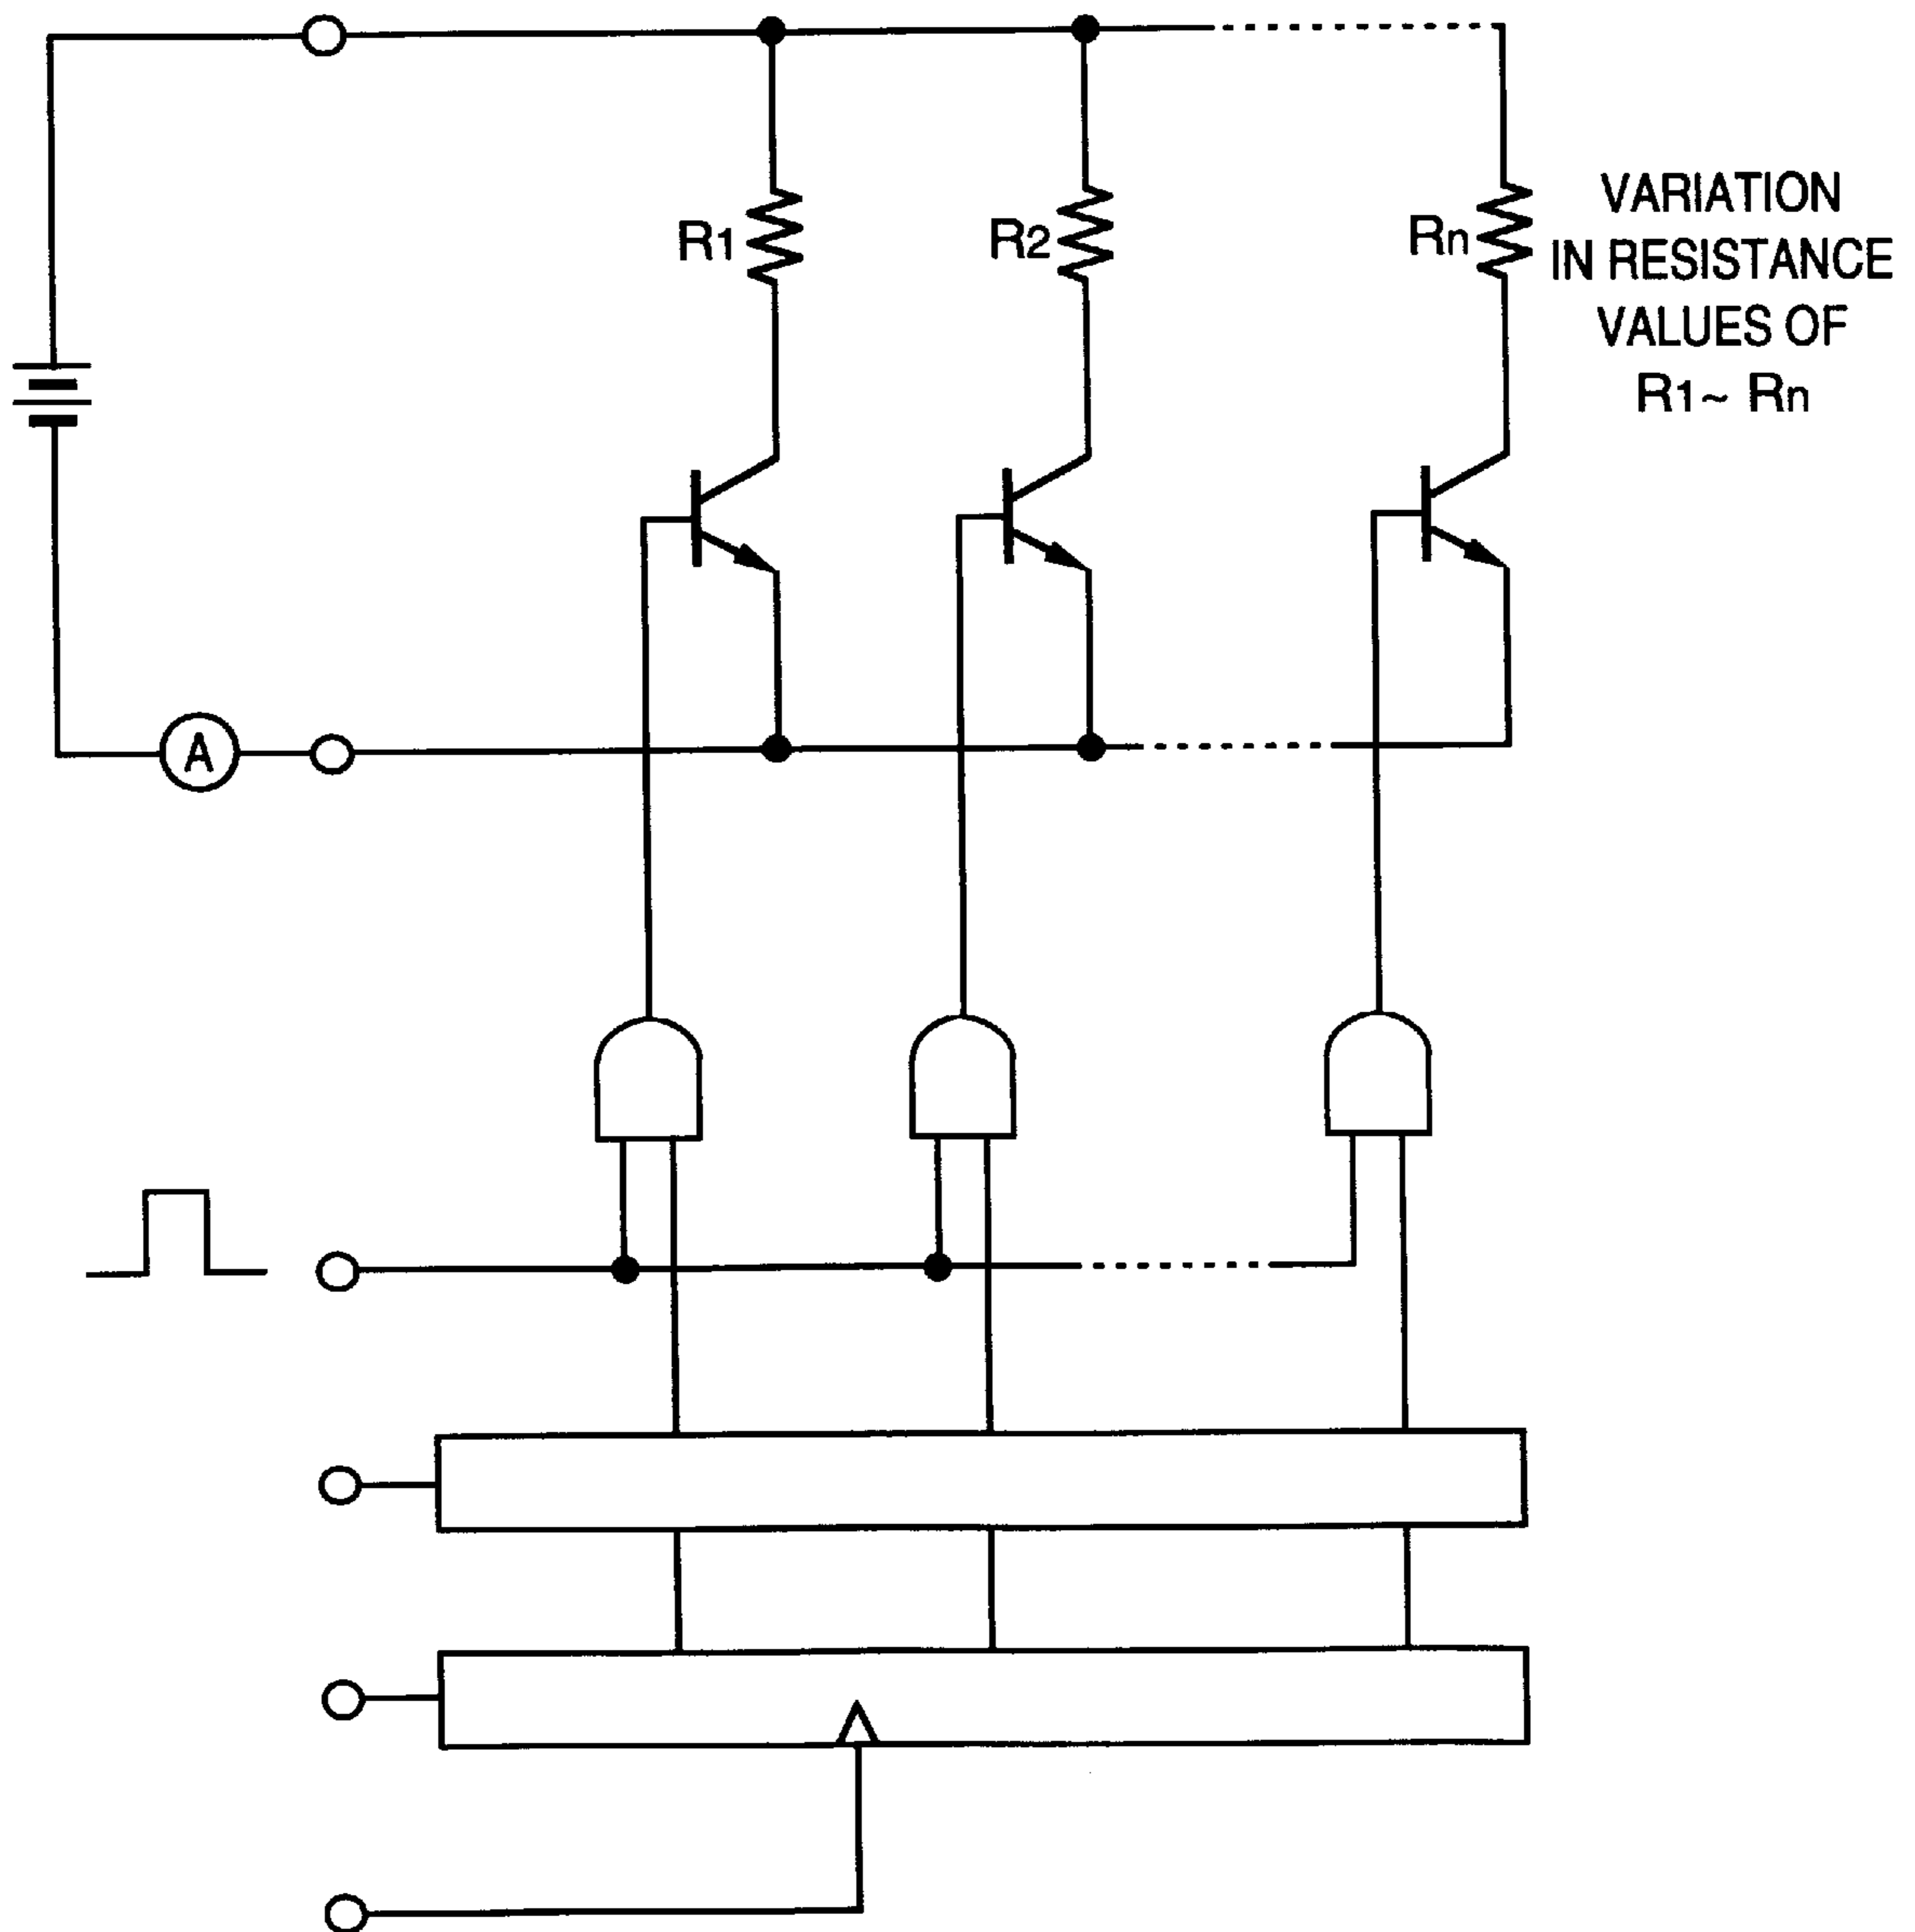 R1
R2
Rn
VARIATION
IN RESISTANCE
VALUES OF
R1~ Rn
A